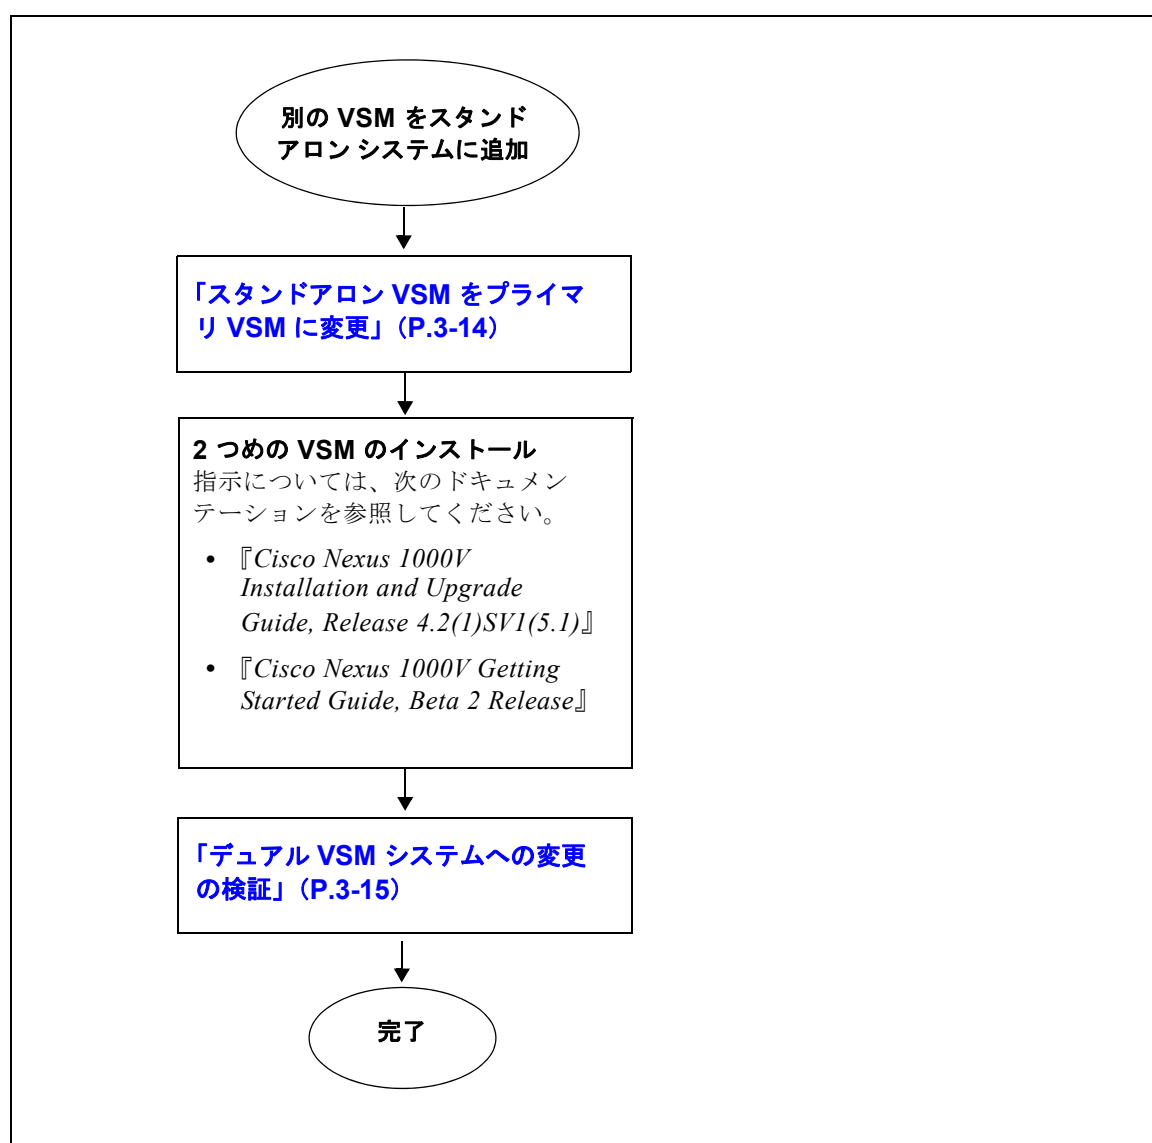 別の VSM をスタンド
アロン システムに追加
「スタンドアロン VSM をプライマ
リ VSM に変更」(P.3-14)
2 つめの VSM のインストール
指示については、次のドキュメン
テーションを参照してください。
• 『Cisco Nexus 1000V
Installation and Upgrade
Guide, Release 4.2(1)SV1(5.1)』
• 『Cisco Nexus 1000V Getting
Started Guide, Beta 2 Release』
「デュアル VSM システムへの変更
の検証」(P.3-15)
完了